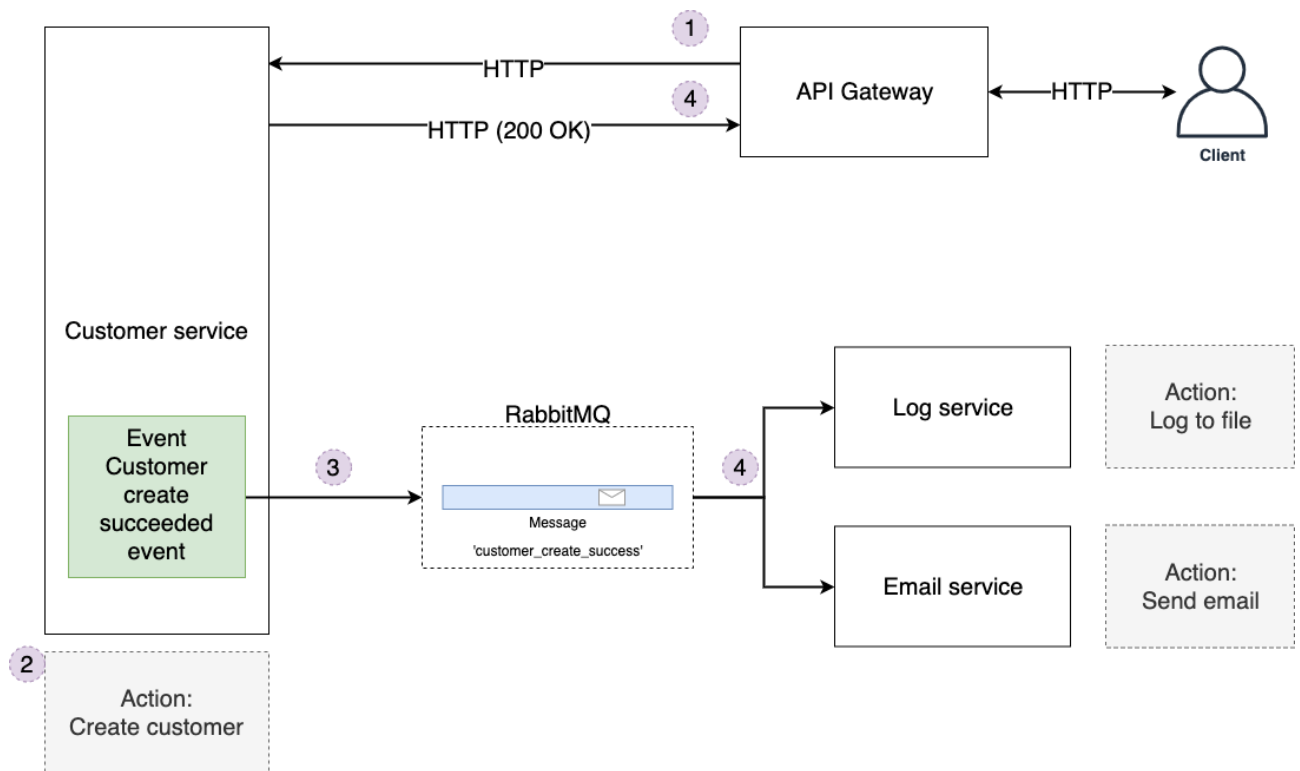 1
HTTP
4
HTTP (200 OK)
API Gateway
HTTP
Client
Customer service
Event
Customer
create
succeeded
event
3
RabbitMQ
Message
'customer_create_success'
4
Log service
Action:
Log to file
Email service
Action:
Send email
2
Action:
Create customer